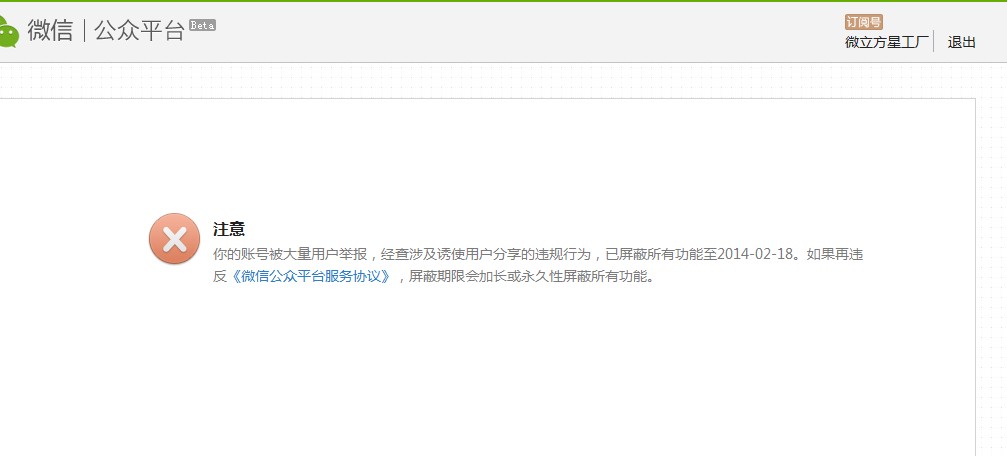 微信 | 公众平台 Beta
订阅号
微立方星工厂 | 退出
注意
你的账号被大量用户举报，经查涉及诱使用户分享的违规行为，已屏蔽所有功能至2014-02-18。如果再违
反《微信公众平台服务协议》，屏蔽期限会加长或永久性屏蔽所有功能。